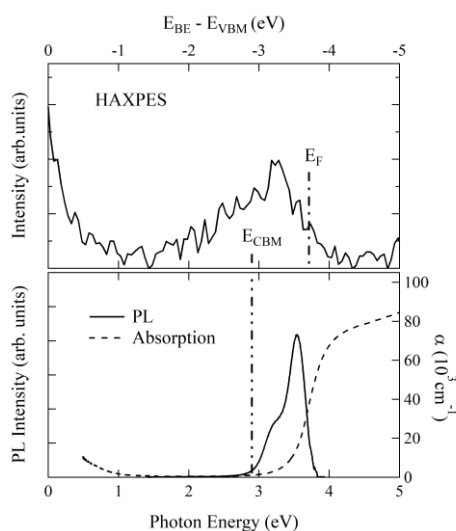 E_BE - E_VBM (eV)
0 -1 -2 -3 -4 -5
HAXPES
Intensity (arb.units)
E_F
E_CBM
PL
Absorption
PL Intensity (arb. units)
100
80
60
40
20
0
α (10³ cm⁻¹)
0 1 2 3 4 5
Photon Energy (eV)